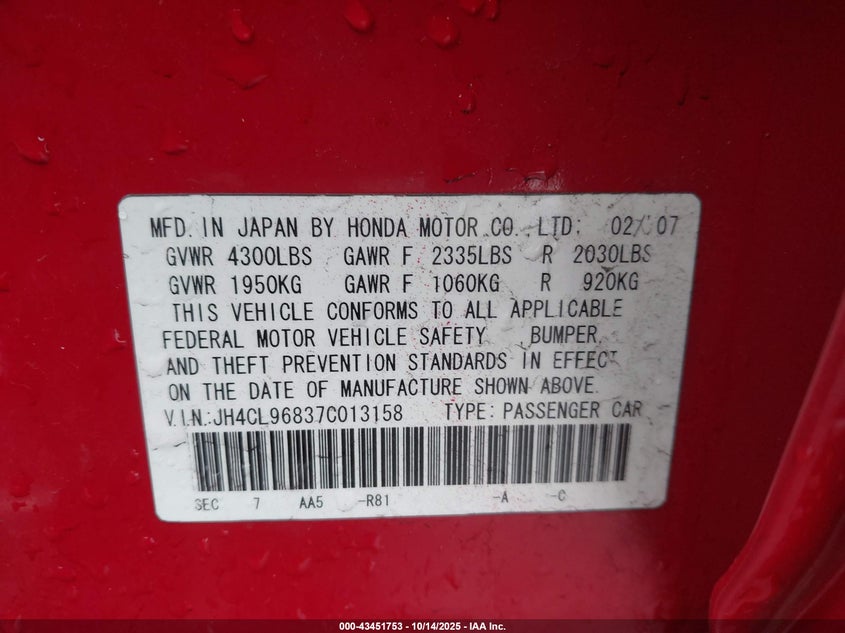 MFD. IN JAPAN BY HONDA MOTOR CO., LTD. 02/07
GVWR 4300LBS GAWR F 2335LBS R 2030LBS
GVWR 1950KG GAWR F 1060KG R 920KG
THIS VEHICLE CONFORMS TO ALL APPLICABLE
FEDERAL MOTOR VEHICLE SAFETY BUMPER,
AND THEFT PREVENTION STANDARDS IN EFFECT
ON THE DATE OF MANUFACTURE SHOWN ABOVE.
V.I.N.:JH4CL96837C013158 TYPE: PASSENGER CAR
SEC 7 AA5 -R81 -A -C
000-43451753 - 10/14/2025 - IAA Inc.